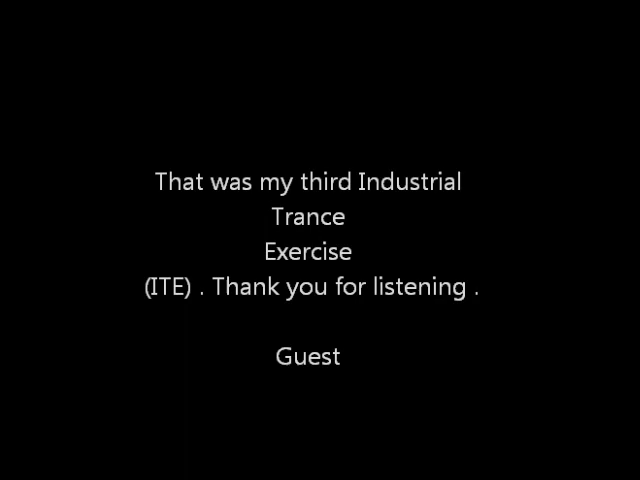 That was my third Industrial
Trance
Exercise
(ITE) . Thank you for listening .
Guest